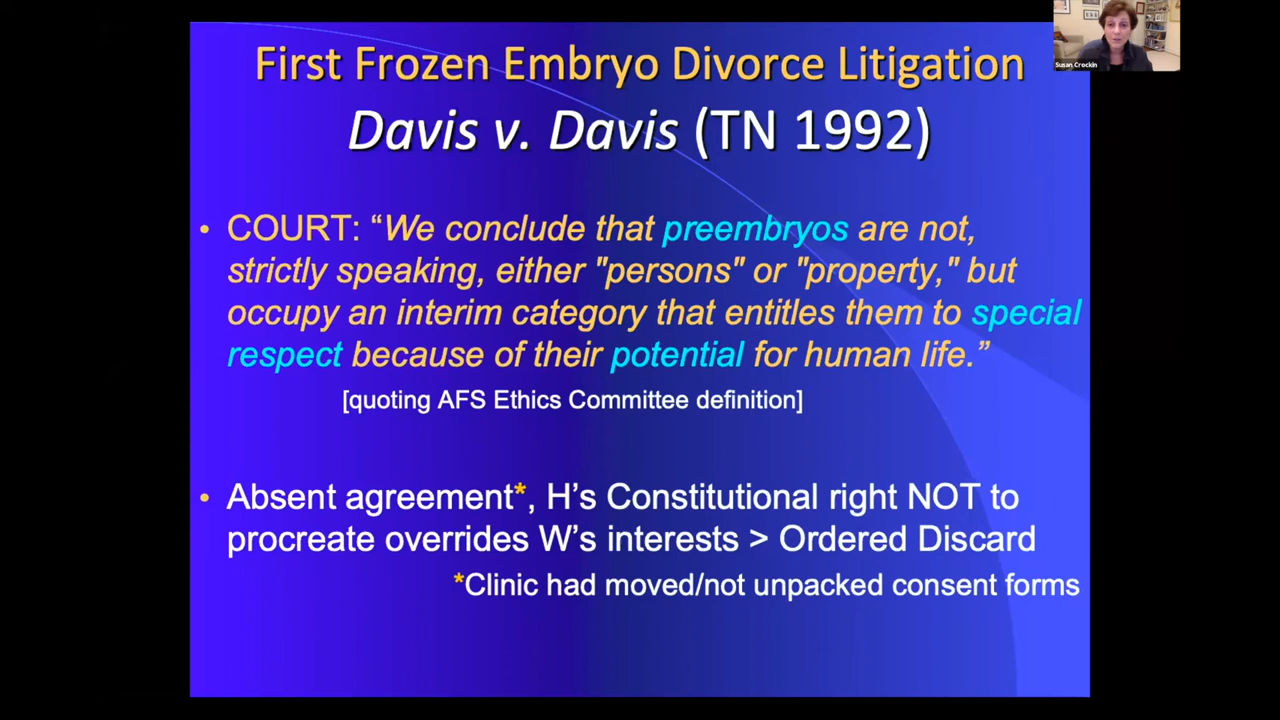 First Frozen Embryo Divorce Litigation
Davis v. Davis (TN 1992)
Susan Crockin
• COURT: “We conclude that preembryos are not,
strictly speaking, either "persons" or "property," but
occupy an interim category that entitles them to special
respect because of their potential for human life.”
[quoting AFS Ethics Committee definition]
• Absent agreement*, H’s Constitutional right NOT to
procreate overrides W’s interests > Ordered Discard
*Clinic had moved/not unpacked consent forms